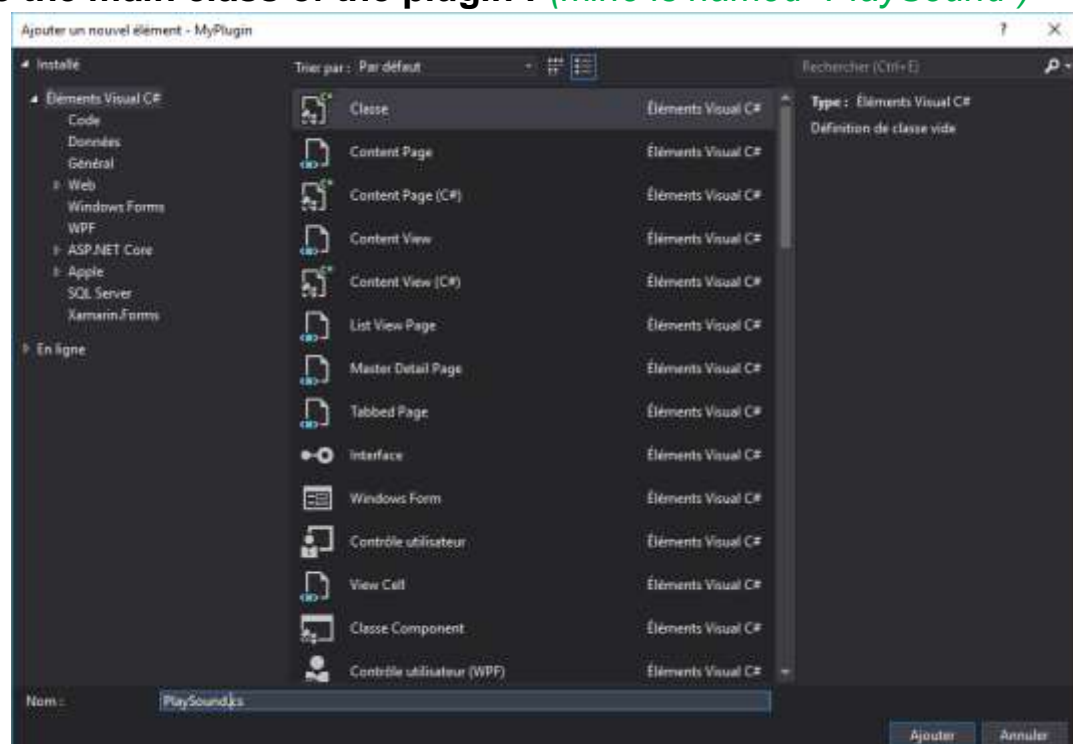 the main class of the plugin : (mine is named "PlaySound")
Ajouter un nouvel élément - MyPlugin
? ×
Installé
Trier par : Par défaut
Rechercher (Ctrl+E)
Éléments Visual C#
Code
Données
Général
Web
Windows Forms
WPF
ASP.NET Core
Apple
SQL Server
Xamarin.Forms
En ligne
Classe Éléments Visual C#
Content Page Éléments Visual C#
Content Page (C#) Éléments Visual C#
Content View Éléments Visual C#
Content View (C#) Éléments Visual C#
List View Page Éléments Visual C#
Master Detail Page Éléments Visual C#
Tabbed Page Éléments Visual C#
Interface Éléments Visual C#
Windows Form Éléments Visual C#
Contrôle utilisateur Éléments Visual C#
View Cell Éléments Visual C#
Classe Component Éléments Visual C#
Contrôle utilisateur (WPF) Éléments Visual C#
Type : Éléments Visual C#
Définition de classe vide
Nom : PlaySound.cs
Ajouter Annuler